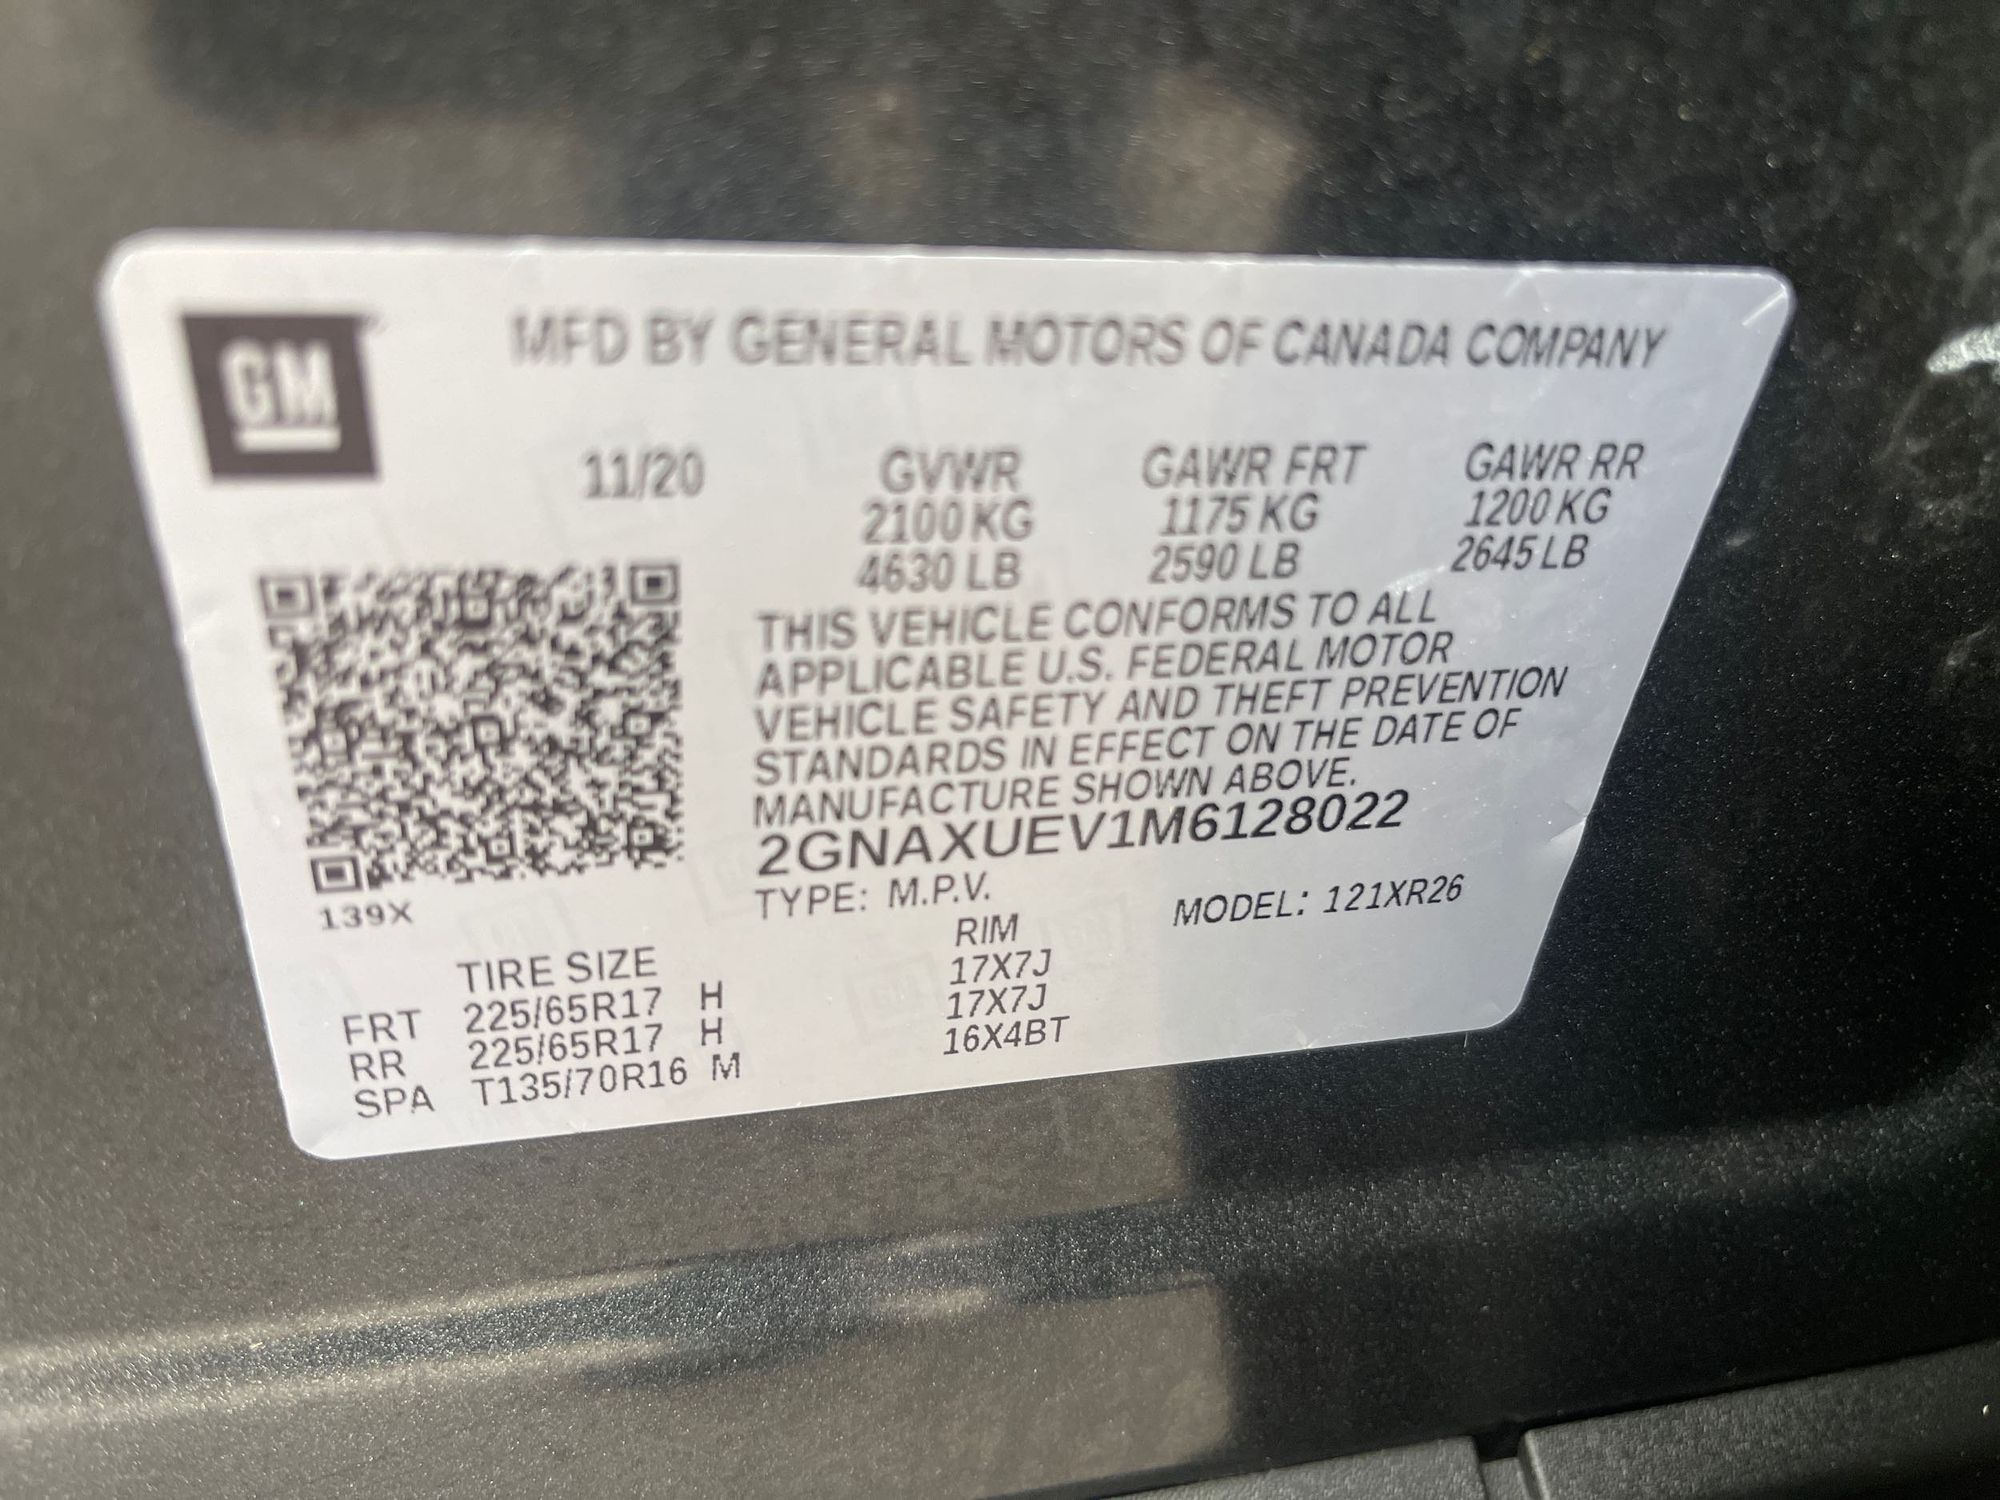 GM
MFD BY GENERAL MOTORS OF CANADA COMPANY
11/20 GVWR GAWR FRT GAWR RR
2100 KG 1175 KG 1200 KG
4630 LB 2590 LB 2645 LB
THIS VEHICLE CONFORMS TO ALL
APPLICABLE U.S. FEDERAL MOTOR
VEHICLE SAFETY AND THEFT PREVENTION
STANDARDS IN EFFECT ON THE DATE OF
MANUFACTURE SHOWN ABOVE.
2GNAXUEV1M6128022
TYPE: M.P.V. MODEL: 121XR26
139X
TIRE SIZE RIM
FRT 225/65R17 H 17X7J
RR 225/65R17 H 17X7J
SPA T135/70R16 M 16X4BT